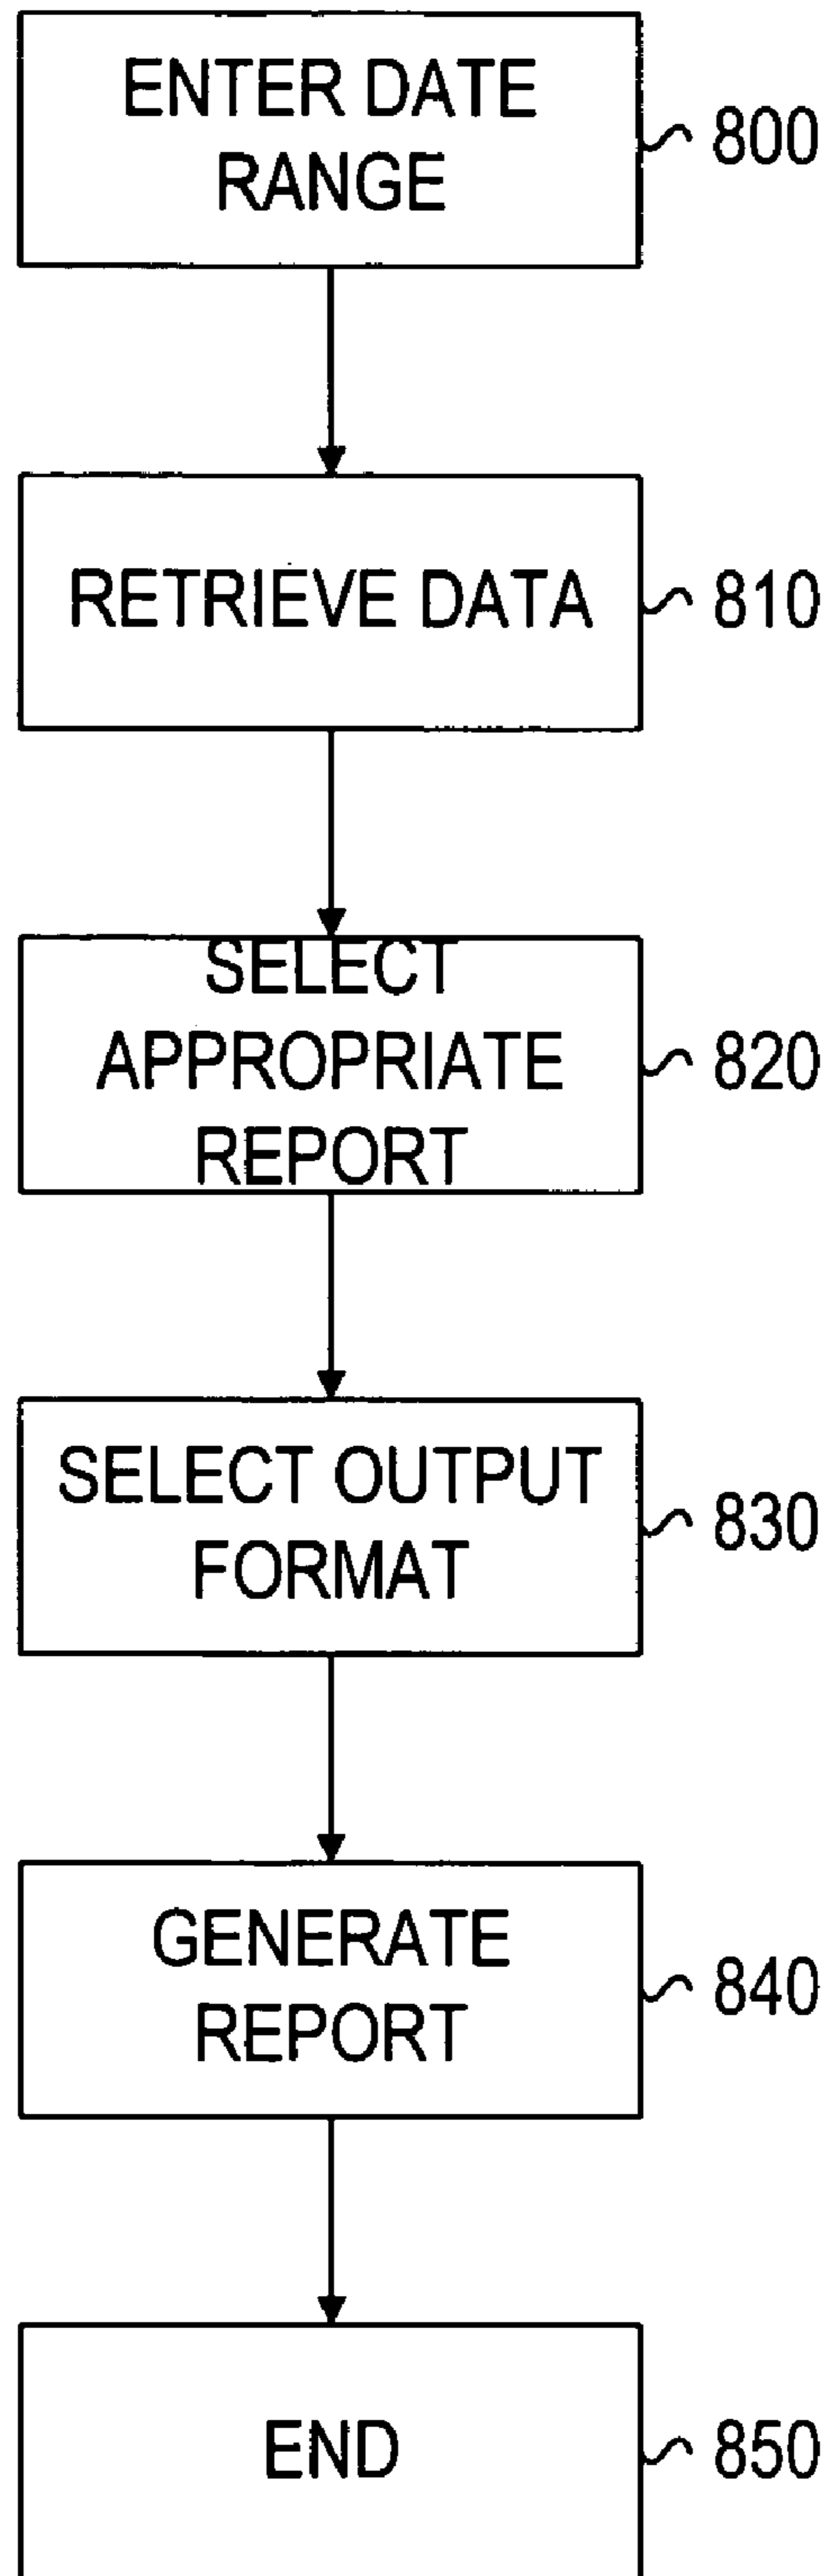 ENTER DATE
RANGE
800
RETRIEVE DATA
810
SELECT
APPROPRIATE
REPORT
820
SELECT OUTPUT
FORMAT
830
GENERATE
REPORT
840
END
850